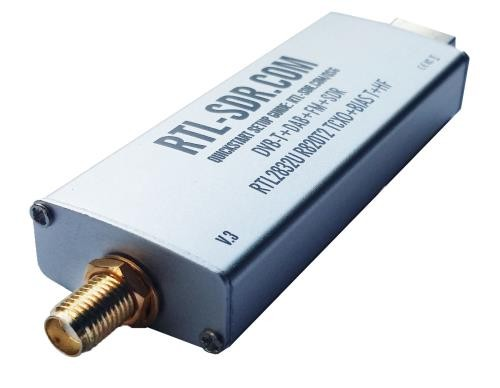 RTL-SDR.COM
QUICKSTART SETUP GUIDE: RTL-SDR.COM/QSG
DVB-T+DAB+FM+SDR
RTL2832U R820T2 TCXO+BIAS T+HF
V.3